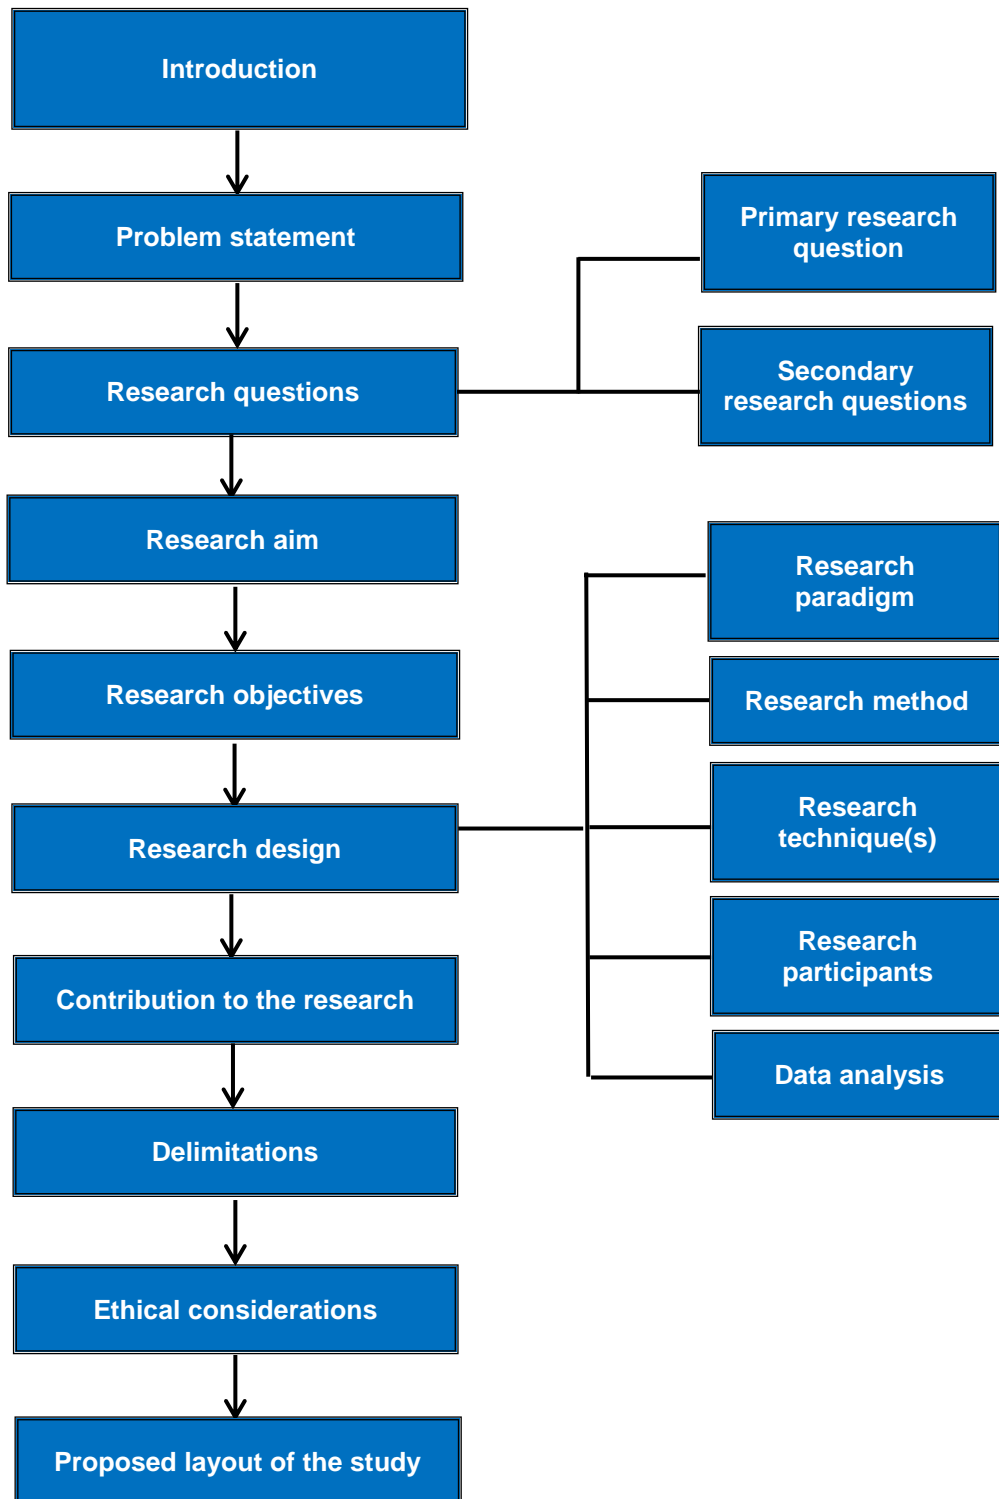 Introduction
Problem statement
Primary research
question
Research questions
Secondary
research questions
Research aim
Research objectives
Research design
Research
paradigm
Research method
Research
technique(s)
Research
participants
Data analysis
Contribution to the research
Delimitations
Ethical considerations
Proposed layout of the study